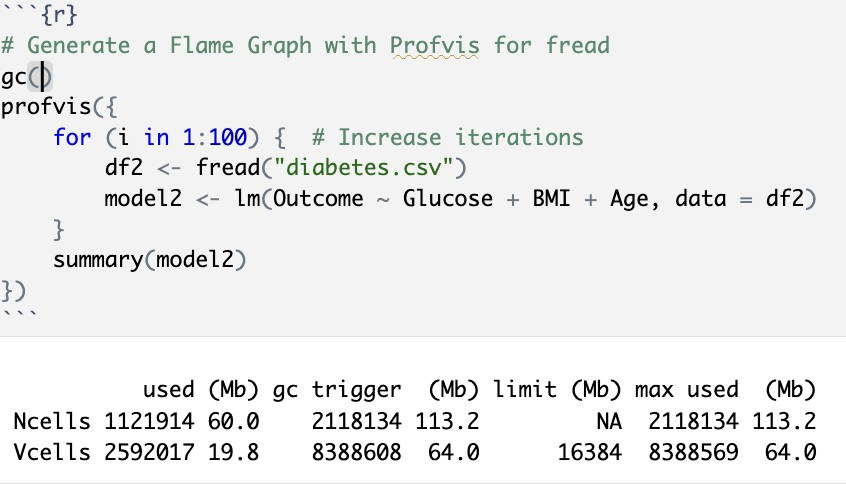 ```{r}
# Generate a Flame Graph with Profvis for fread
gc()
profvis({
    for (i in 1:100) {  # Increase iterations
        df2 <- fread("diabetes.csv")
        model2 <- lm(Outcome ~ Glucose + BMI + Age, data = df2)
    }
    summary(model2)
})
```
          used (Mb) gc trigger  (Mb) limit (Mb) max used  (Mb)
Ncells 1121914 60.0    2118134 113.2         NA  2118134 113.2
Vcells 2592017 19.8    8388608  64.0      16384  8388569  64.0